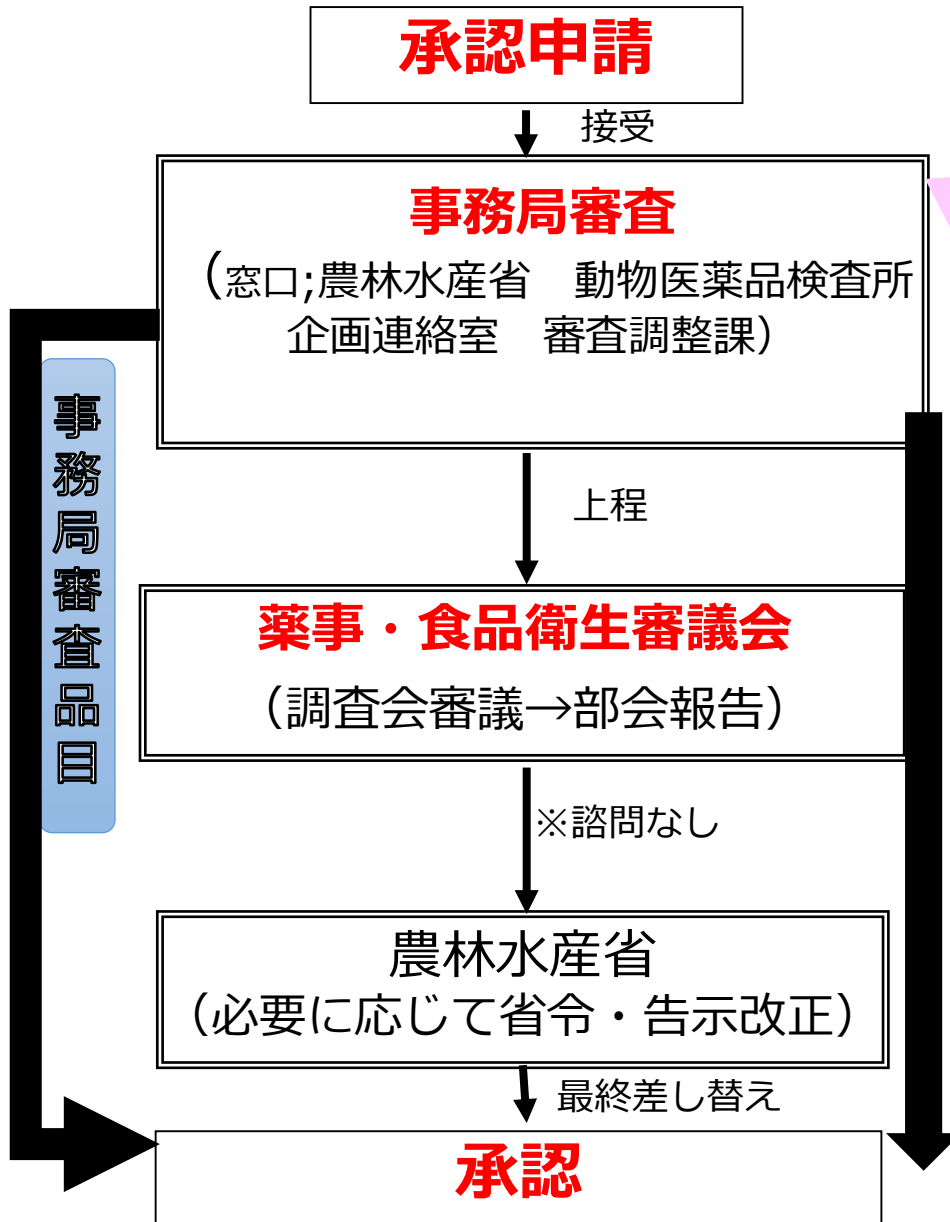 承認申請
接受
事務局審査
（窓口;農林水産省　動物医薬品検査所
企画連絡室　審査調整課）
事務局審査品目
上程
薬事・食品衛生審議会
（調査会審議→部会報告）
※諮問なし
農林水産省
（必要に応じて省令・告示改正）
最終差し替え
承認